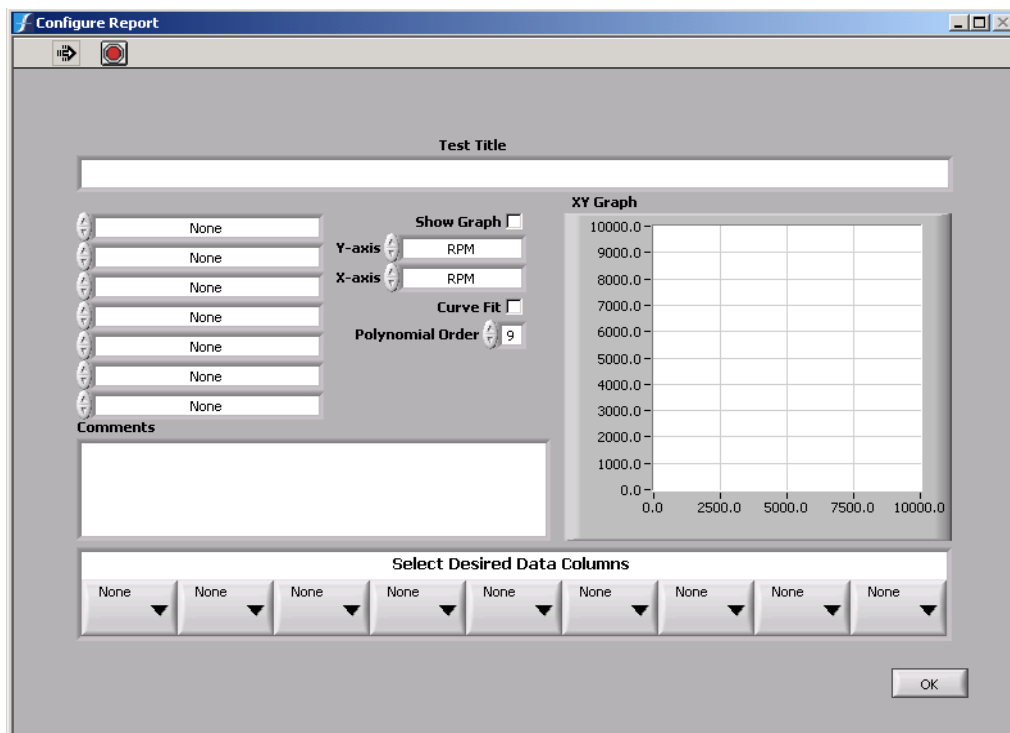 Configure Report
Test Title
None
None
None
None
None
None
None
Show Graph
Y-axis RPM
X-axis RPM
Curve Fit
Polynomial Order 9
XY Graph
10000.0
9000.0
8000.0
7000.0
6000.0
5000.0
4000.0
3000.0
2000.0
1000.0
0.0
0.0 2500.0 5000.0 7500.0 10000.0
Comments
Select Desired Data Columns
None None None None None None None None None
OK